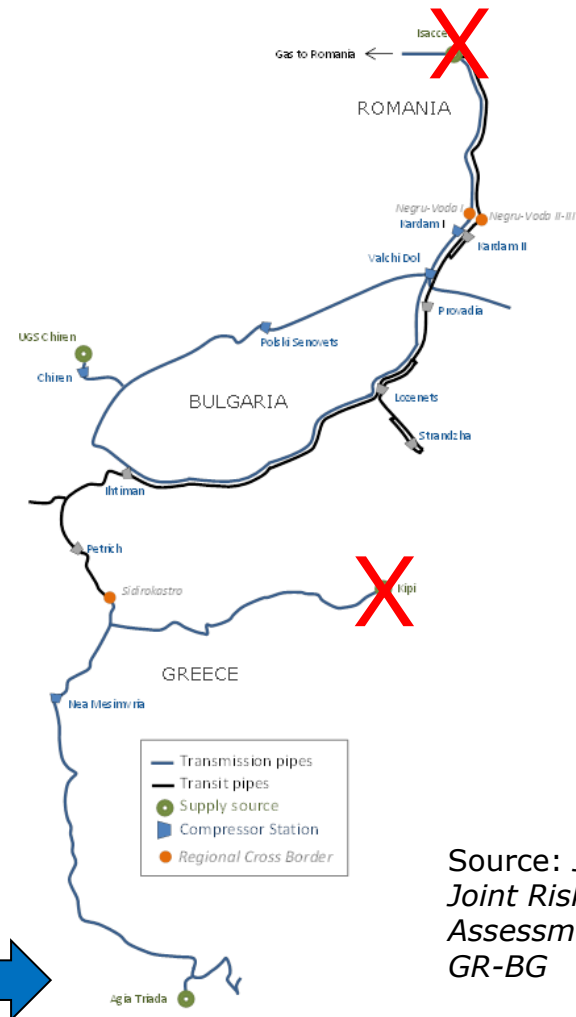 Isacce
X
Gas to Romania
ROMANIA
Negru-Voda I
Negru-Voda II-III
Kardam I
Kardam II
Valchi Dol
Provadia
UGS Chiren
Polski Senovets
Chiren
BULGARIA
Lozenets
Strandzha
Ihtiman
Petrich
Sidirokastro
X
Kipi
GREECE
Nea Mesimvria
Transmission pipes
Transit pipes
Supply source
Compressor Station
Regional Cross Border
Source:
Joint Ris
Assessm
GR-BG
Agia Triada